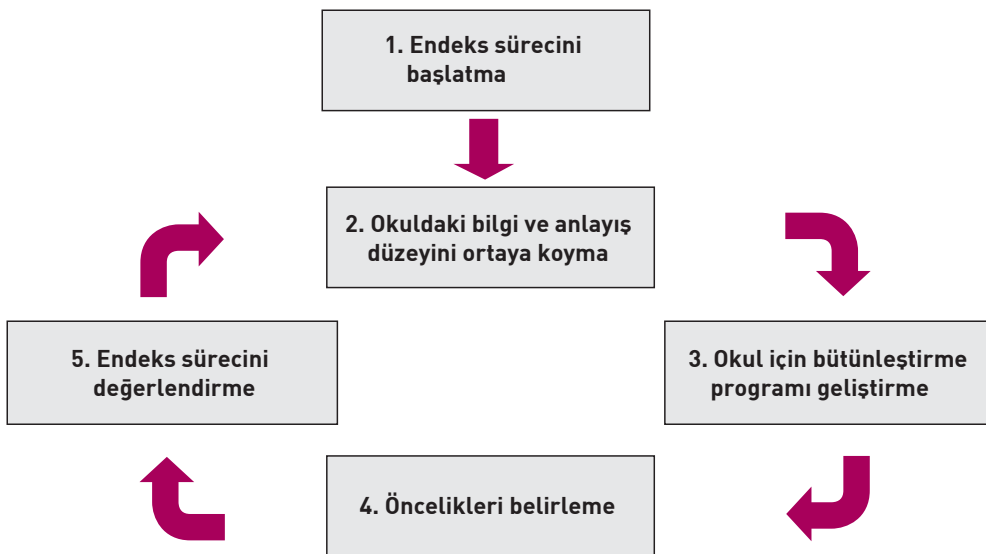 1. Endeks sürecini
başlatma
2. Okuldaki bilgi ve anlayış
düzeyini ortaya koyma
3. Okul için bütünleştirme
programı geliştirme
4. Öncelikleri belirleme
5. Endeks sürecini
değerlendirme